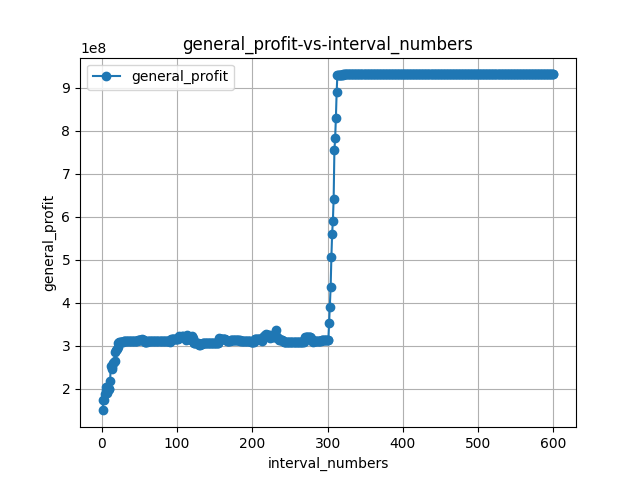 general_profit-vs-interval_numbers
1e8
general_profit
9
8
7
6
5
4
3
2
general_profit
0 100 200 300 400 500 600
interval_numbers